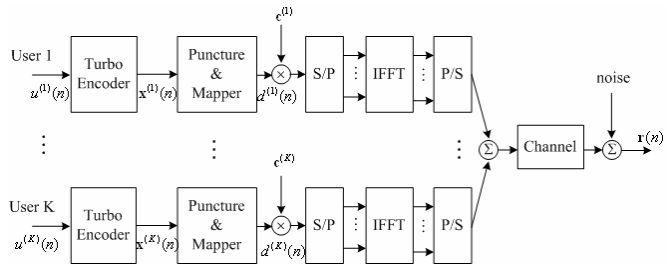 c^(1)
User 1
Turbo
Encoder
Puncture
&
Mapper
×
S/P
⋮
IFFT
⋮
P/S
u^(1)(n)
x^(1)(n)
d^(1)(n)
noise
⋮
⋮
⋮
Σ
Channel
Σ
r(n)
c^(K)
User K
Turbo
Encoder
Puncture
&
Mapper
×
S/P
⋮
IFFT
⋮
P/S
u^(K)(n)
x^(K)(n)
d^(K)(n)